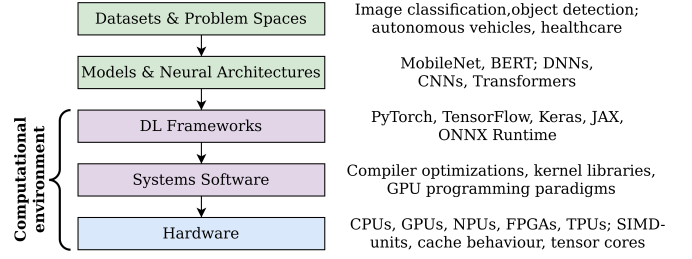 Datasets & Problem Spaces
Image classification,object detection;
autonomous vehicles, healthcare
Models & Neural Architectures
MobileNet, BERT; DNNs,
CNNs, Transformers
Computational
environment
DL Frameworks
PyTorch, TensorFlow, Keras, JAX,
ONNX Runtime
Systems Software
Compiler optimizations, kernel libraries,
GPU programming paradigms
Hardware
CPUs, GPUs, NPUs, FPGAs, TPUs; SIMD-
units, cache behaviour, tensor cores